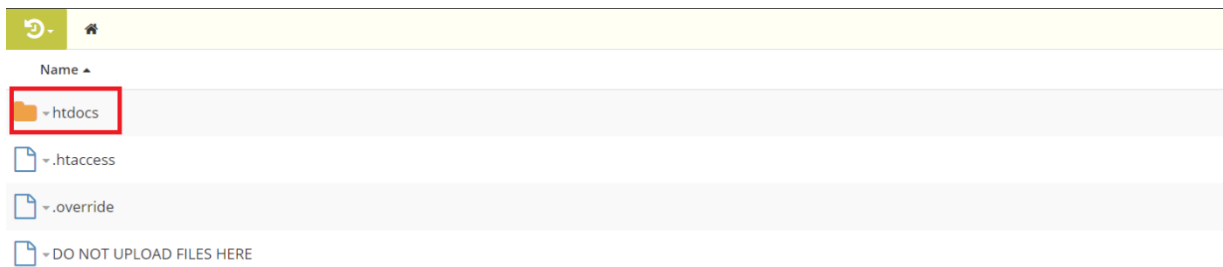 Name
htdocs
.htaccess
.override
DO NOT UPLOAD FILES HERE